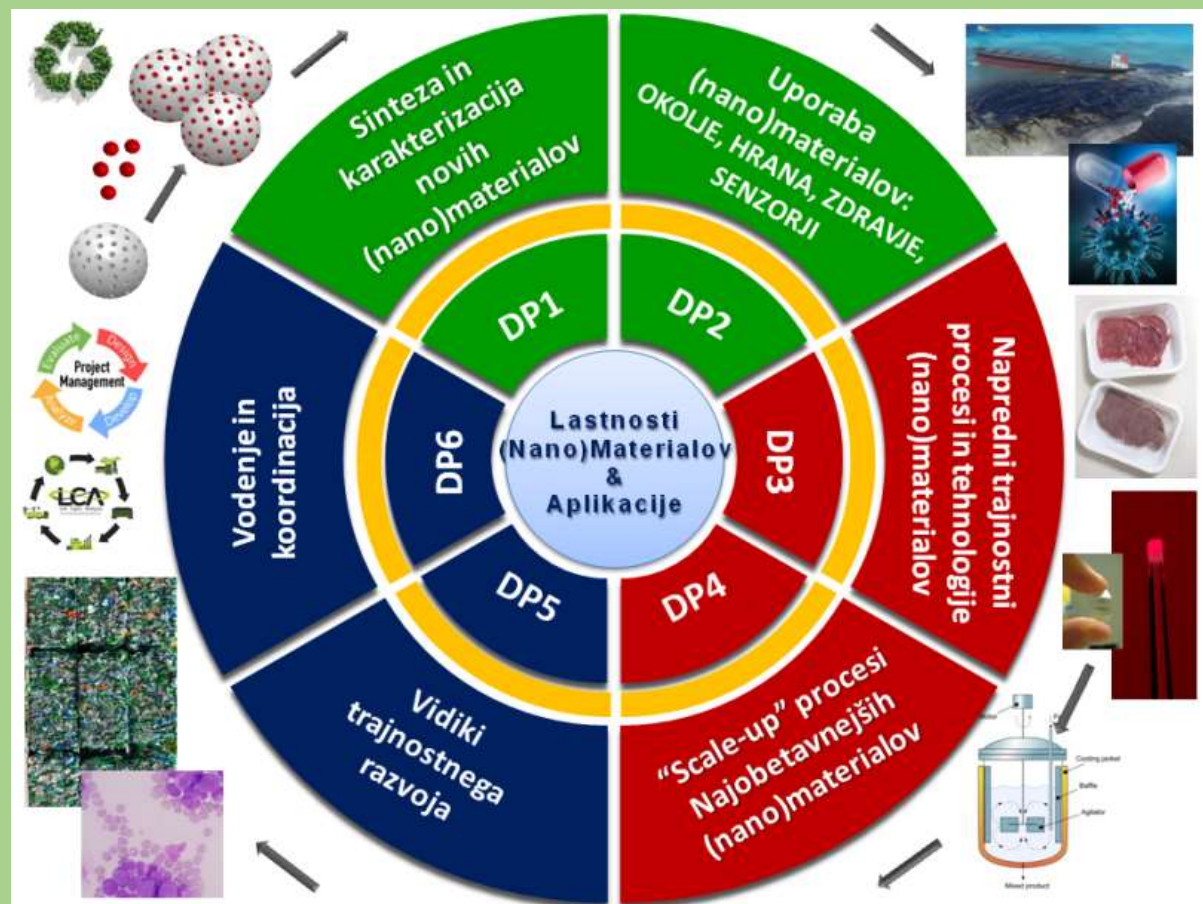 Sinteza in
karakterizacija
novih
(nano)materialov
Uporaba
(nano)materialov:
OKOLJE, HRANA, ZDRAVJE,
SENZORJI
DP1
DP2
Napredni trajnostni
procesi in tehnologije
(nano)materialov
DP3
"Scale-up" procesi
Najobetavnejših
(nano)materialov
DP4
Vidiki
trajnostnega
razvoja
DP5
Vodenje in
koordinacija
DP6
Lastnosti
(Nano)Materialov
&
Aplikacije
Evaluate
Design
Project
Management
Analyze
Develop
LCA
Cooling jacket
Baffle
Agitator
Mixed product